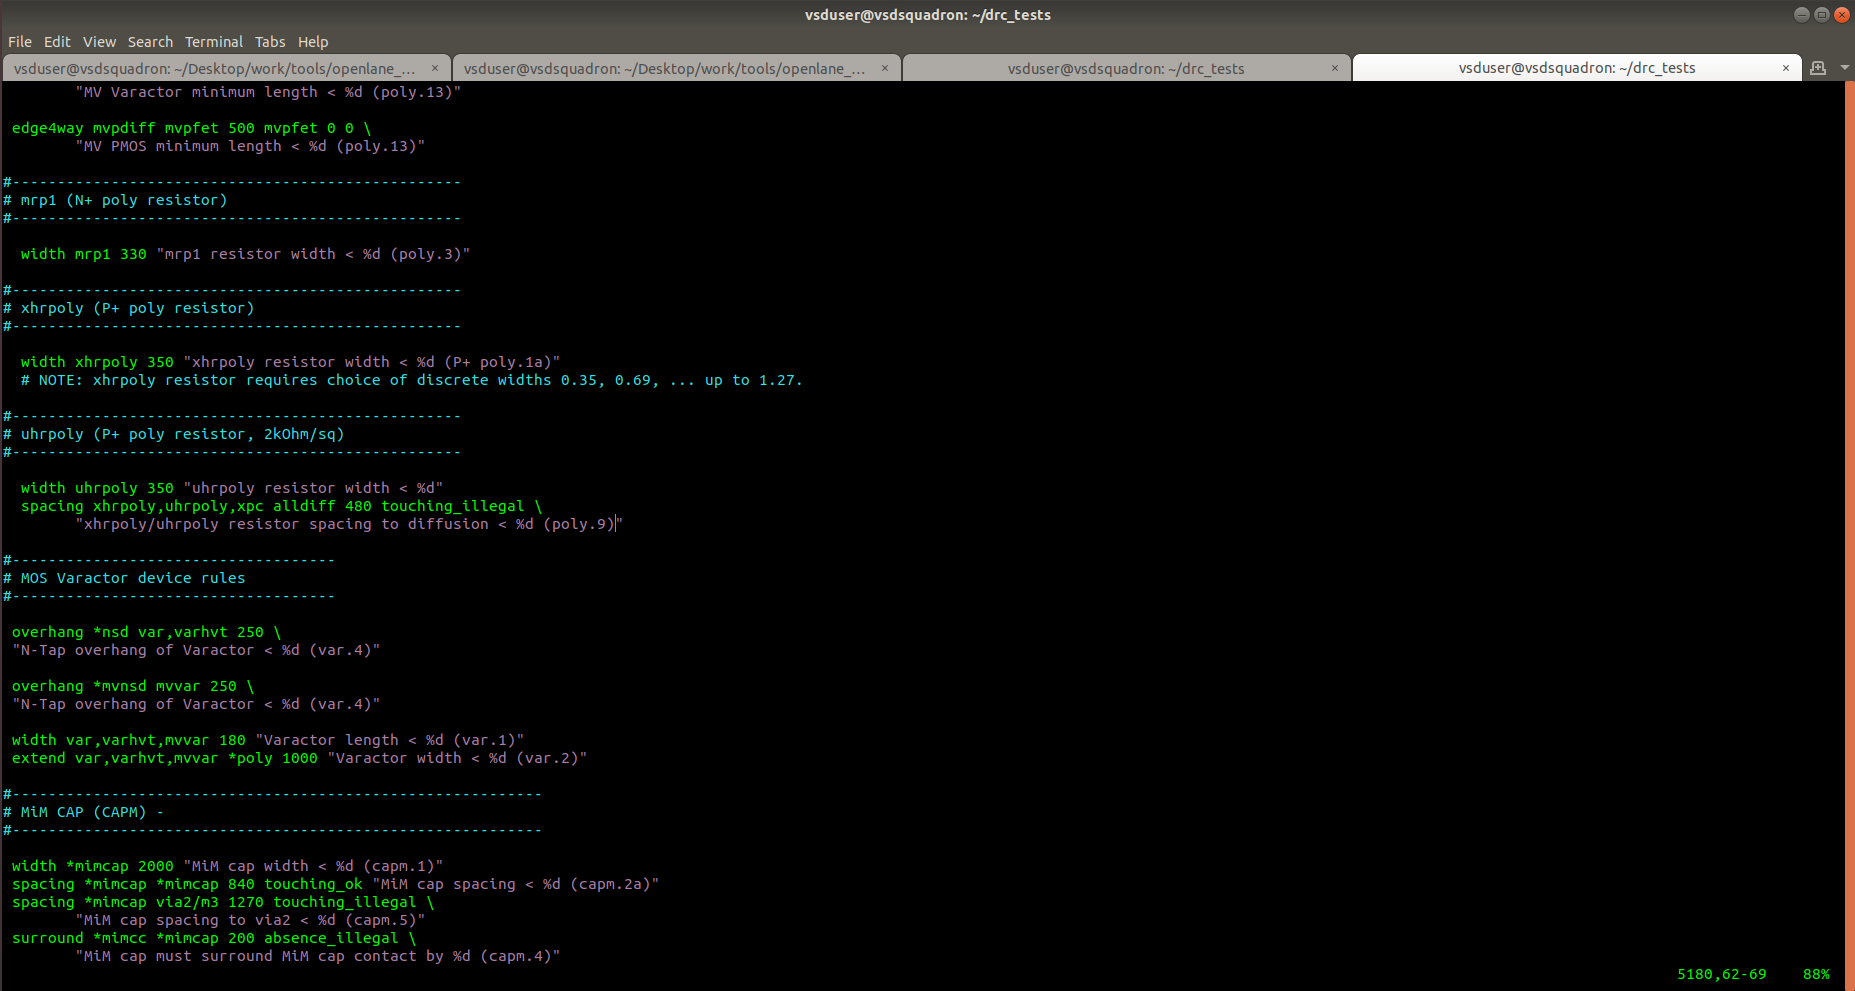 vsduser@vsdsquadron: ~/drc_tests
File Edit View Search Terminal Tabs Help
vsduser@vsdsquadron: ~/Desktop/work/tools/openlane_... × vsduser@vsdsquadron: ~/Desktop/work/tools/openlane_... × vsduser@vsdsquadron: ~/drc_tests × vsduser@vsdsquadron: ~/drc_tests ×
        "MV Varactor minimum length < %d (poly.13)"

 edge4way mvpdiff mvpfet 500 mvpfet 0 0 \
        "MV PMOS minimum length < %d (poly.13)"

#--------------------------------------------------
# mrp1 (N+ poly resistor)
#--------------------------------------------------

  width mrp1 330 "mrp1 resistor width < %d (poly.3)"

#--------------------------------------------------
# xhrpoly (P+ poly resistor)
#--------------------------------------------------

  width xhrpoly 350 "xhrpoly resistor width < %d (P+ poly.1a)"
  # NOTE: xhrpoly resistor requires choice of discrete widths 0.35, 0.69, ... up to 1.27.

#--------------------------------------------------
# uhrpoly (P+ poly resistor, 2kOhm/sq)
#--------------------------------------------------

  width uhrpoly 350 "uhrpoly resistor width < %d"
  spacing xhrpoly,uhrpoly,xpc alldiff 480 touching_illegal \
        "xhrpoly/uhrpoly resistor spacing to diffusion < %d (poly.9)"

#------------------------------------
# MOS Varactor device rules
#------------------------------------

 overhang *nsd var,varhvt 250 \
 "N-Tap overhang of Varactor < %d (var.4)"

 overhang *mvnsd mvvar 250 \
 "N-Tap overhang of Varactor < %d (var.4)"

 width var,varhvt,mvvar 180 "Varactor length < %d (var.1)"
 extend var,varhvt,mvvar *poly 1000 "Varactor width < %d (var.2)"

#-----------------------------------------------------------
# MiM CAP (CAPM) -
#-----------------------------------------------------------

 width *mimcap 2000 "MiM cap width < %d (capm.1)"
 spacing *mimcap *mimcap 840 touching_ok "MiM cap spacing < %d (capm.2a)"
 spacing *mimcap via2/m3 1270 touching_illegal \
        "MiM cap spacing to via2 < %d (capm.5)"
 surround *mimcc *mimcap 200 absence_illegal \
        "MiM cap must surround MiM cap contact by %d (capm.4)"
5180,62-69 88%